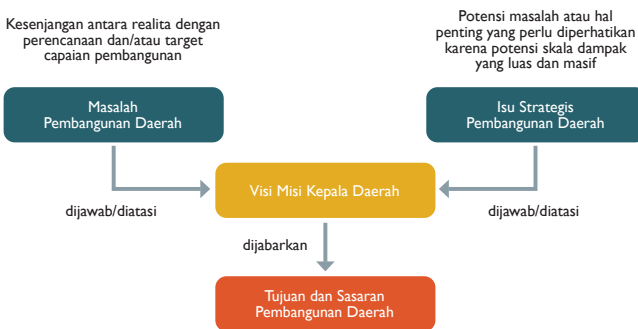 Kesenjangan antara realita dengan
perencanaan dan/atau target
capaian pembangunan
Potensi masalah atau hal
penting yang perlu diperhatikan
karena potensi skala dampak
yang luas dan masif
Masalah
Pembangunan Daerah
Isu Strategis
Pembangunan Daerah
Visi Misi Kepala Daerah
dijawab/diatasi
dijawab/diatasi
dijabarkan
Tujuan dan Sasaran
Pembangunan Daerah